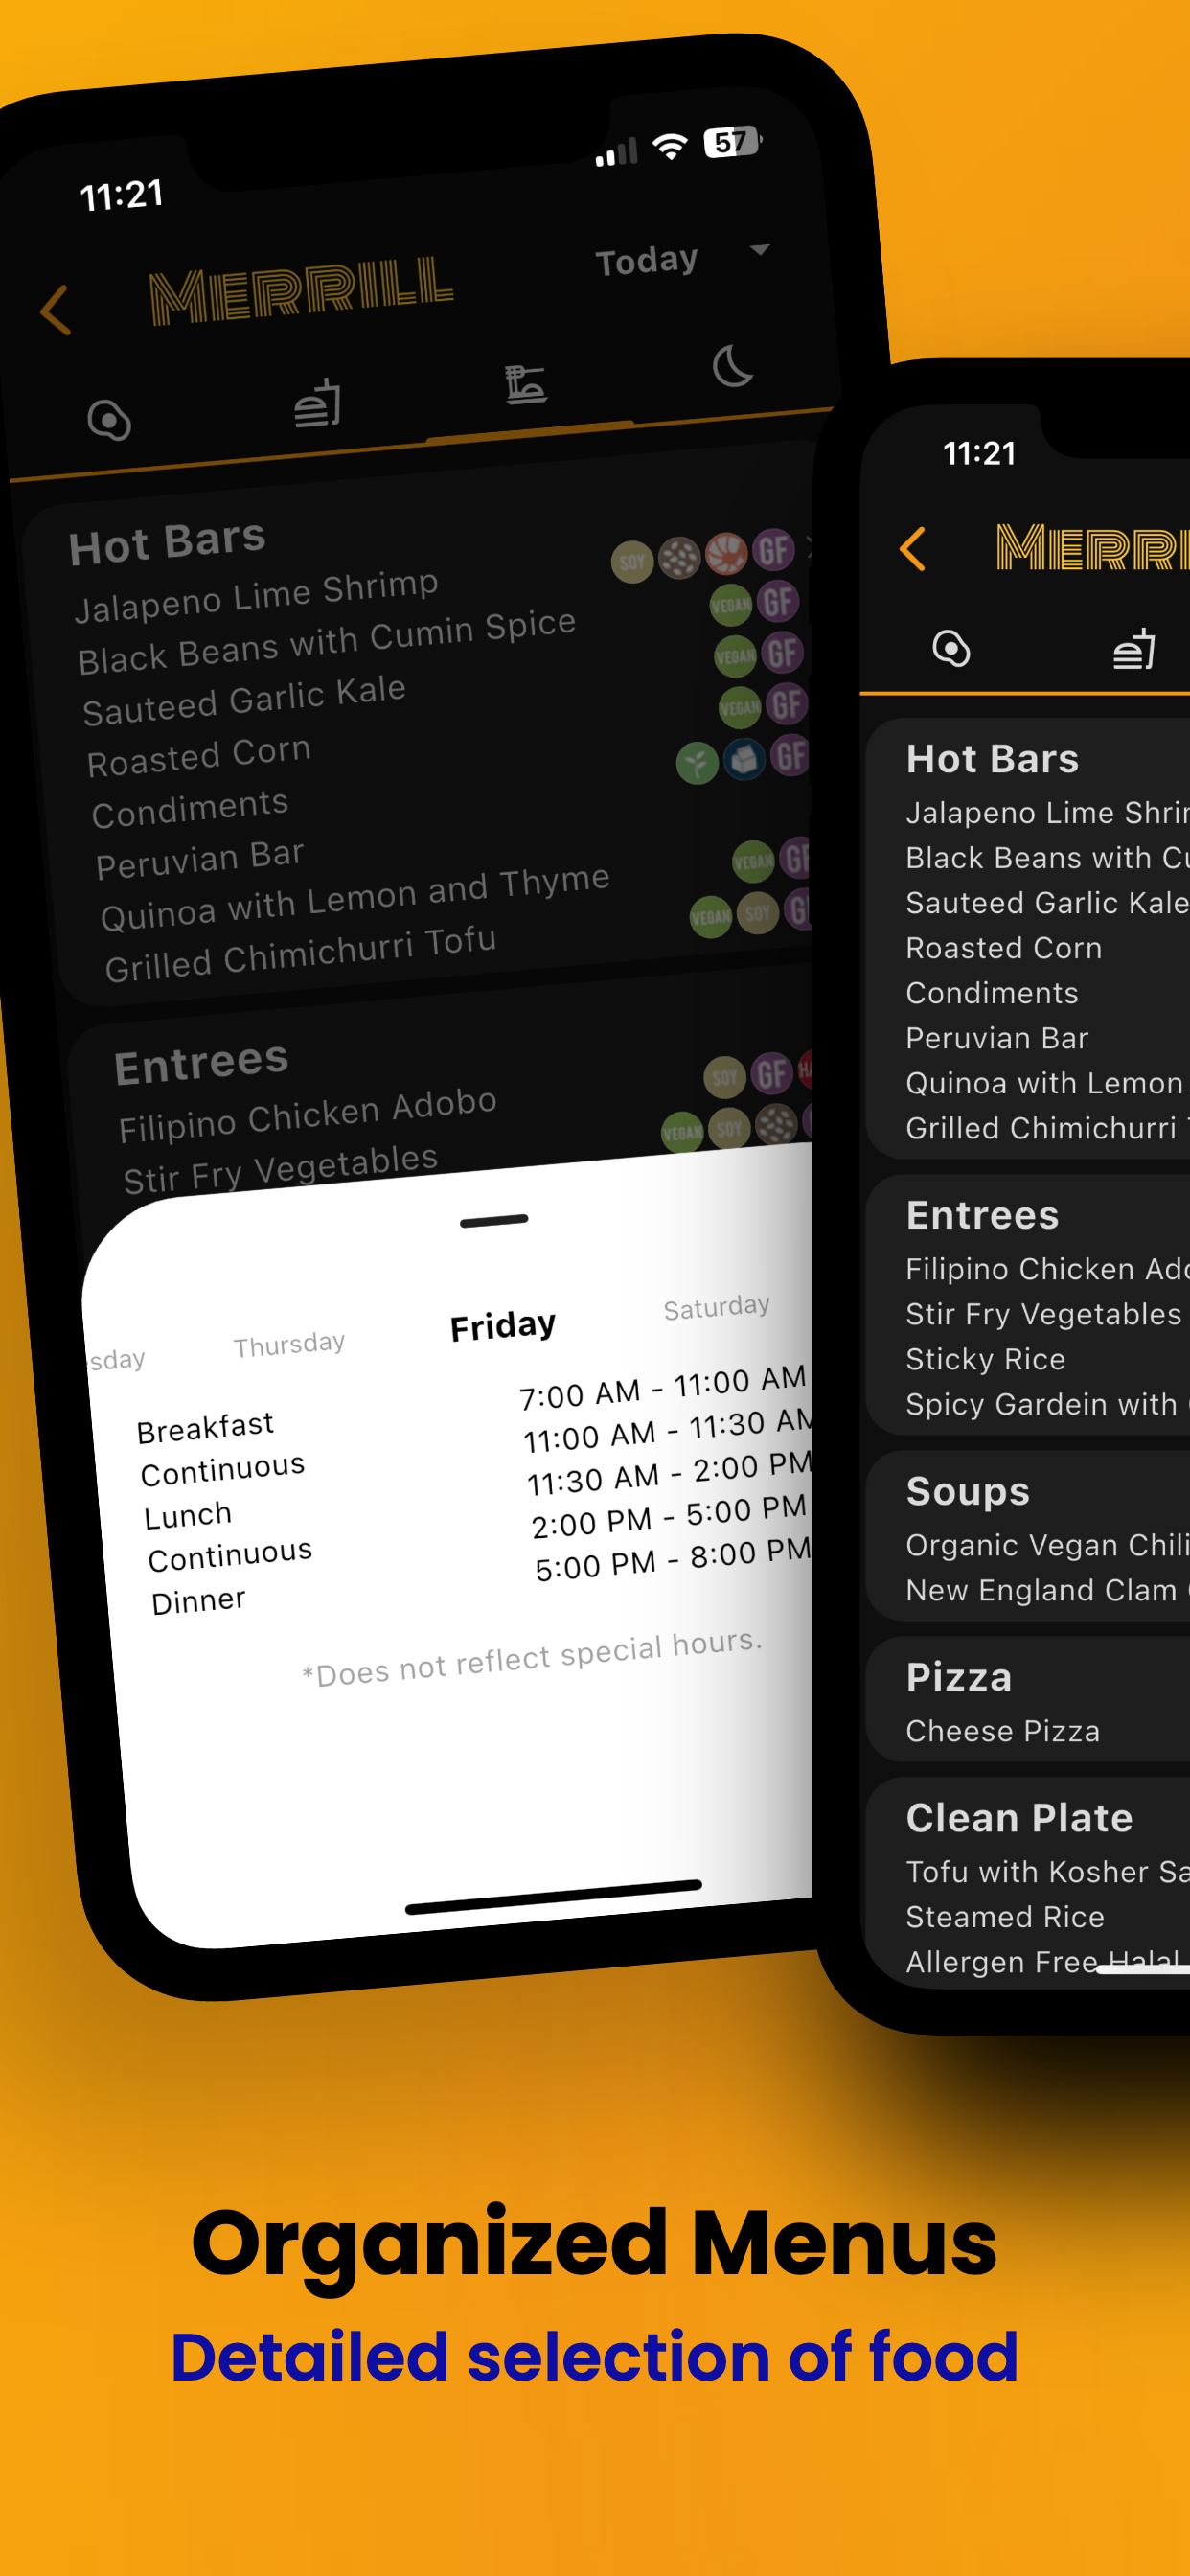 11:21
57
MERRILL
Today
Hot Bars
Jalapeno Lime Shrimp
SOY GF
Black Beans with Cumin Spice
VEGAN GF
Sauteed Garlic Kale
VEGAN GF
Roasted Corn
VEGAN GF
Condiments
GF
Peruvian Bar
Quinoa with Lemon and Thyme
VEGAN GF
Grilled Chimichurri Tofu
VEGAN SOY
Entrees
Filipino Chicken Adobo
SOY GF
Stir Fry Vegetables
VEGAN SOY
Thursday
Friday
Saturday
Breakfast 7:00 AM - 11:00 AM
Continuous 11:00 AM - 11:30 AM
Lunch 11:30 AM - 2:00 PM
Continuous 2:00 PM - 5:00 PM
Dinner 5:00 PM - 8:00 PM
*Does not reflect special hours.
11:21
Hot Bars
Jalapeno Lime
Black Beans with
Sauteed Garlic Kale
Roasted Corn
Condiments
Peruvian Bar
Quinoa with Lemon
Grilled Chimichurri
Entrees
Filipino Chicken
Stir Fry Vegetables
Sticky Rice
Spicy Gardein with
Soups
Organic Vegan Chili
New England Clam
Pizza
Cheese Pizza
Clean Plate
Tofu with Kosher
Steamed Rice
Allergen Free Halal
Organized Menus
Detailed selection of food